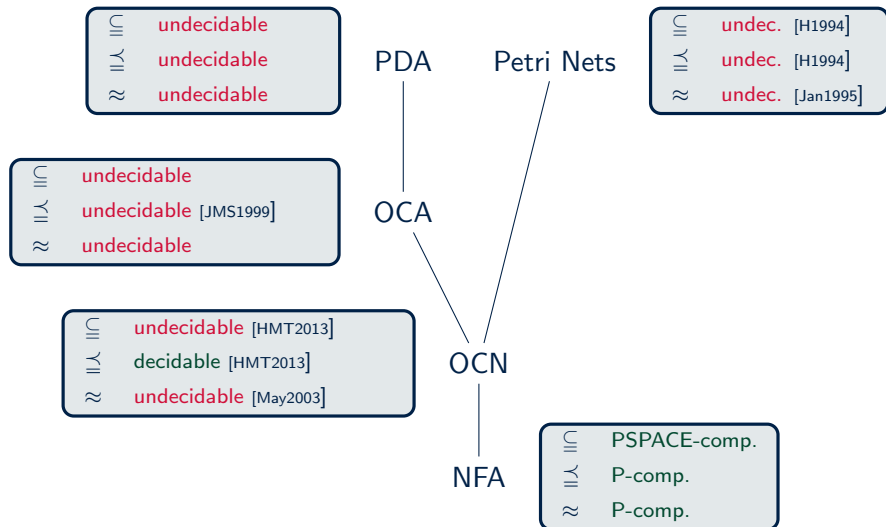 ⊆ undecidable
≼ undecidable
≈ undecidable
PDA
Petri Nets
⊆ undec. [H1994]
≼ undec. [H1994]
≈ undec. [Jan1995]
⊆ undecidable
≼ undecidable [JMS1999]
≈ undecidable
OCA
⊆ undecidable [HMT2013]
≼ decidable [HMT2013]
≈ undecidable [May2003]
OCN
⊆ PSPACE-comp.
≼ P-comp.
≈ P-comp.
NFA